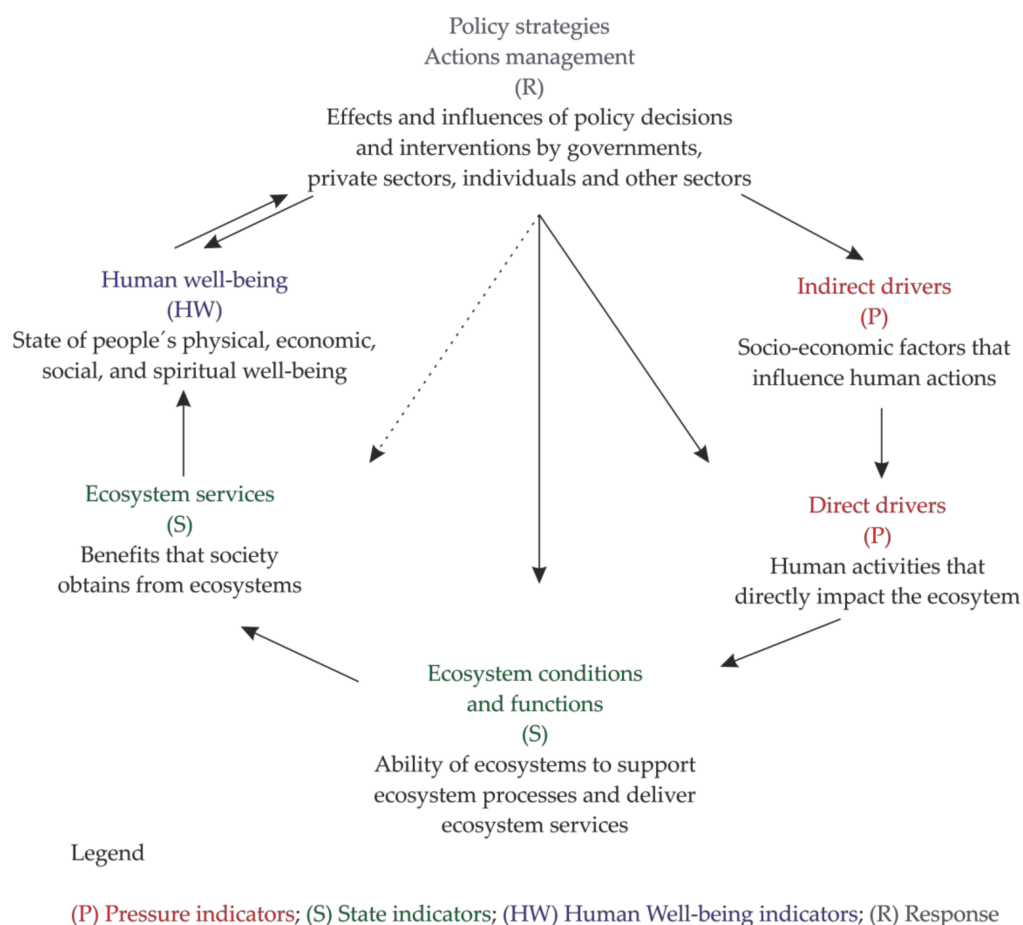 Policy strategies
Actions management
(R)
Effects and influences of policy decisions
and interventions by governments,
private sectors, individuals and other sectors
Human well-being
(HW)
State of people´s physical, economic,
social, and spiritual well-being
Indirect drivers
(P)
Socio-economic factors that
influence human actions
Ecosystem services
(S)
Benefits that society
obtains from ecosystems
Direct drivers
(P)
Human activities that
directly impact the ecosytem
Ecosystem conditions
and functions
(S)
Ability of ecosystems to support
ecosystem processes and deliver
ecosystem services
Legend
(P) Pressure indicators; (S) State indicators; (HW) Human Well-being indicators; (R) Response